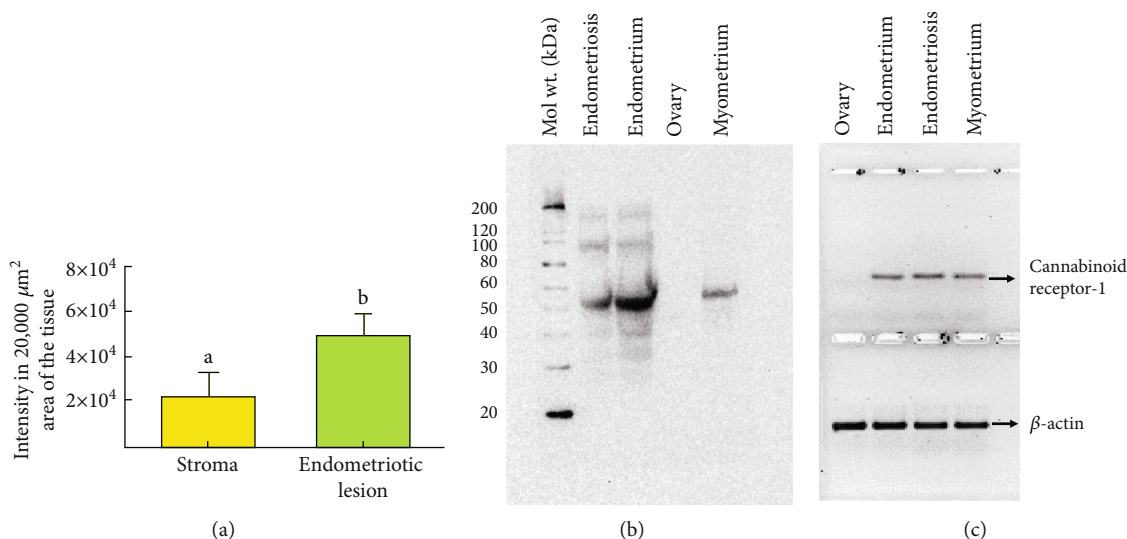 Intensity in 20,000 μm²
area of the tissue
8×10⁴
6×10⁴
4×10⁴
2×10⁴
a
b
Stroma
Endometriotic
lesion
(a)
Mol wt. (kDa)
Endometriosis
Endometrium
Ovary
Myometrium
200
120
100
80
60
50
40
30
20
(b)
Ovary
Endometrium
Endometriosis
Myometrium
Cannabinoid
receptor-1
β-actin
(c)